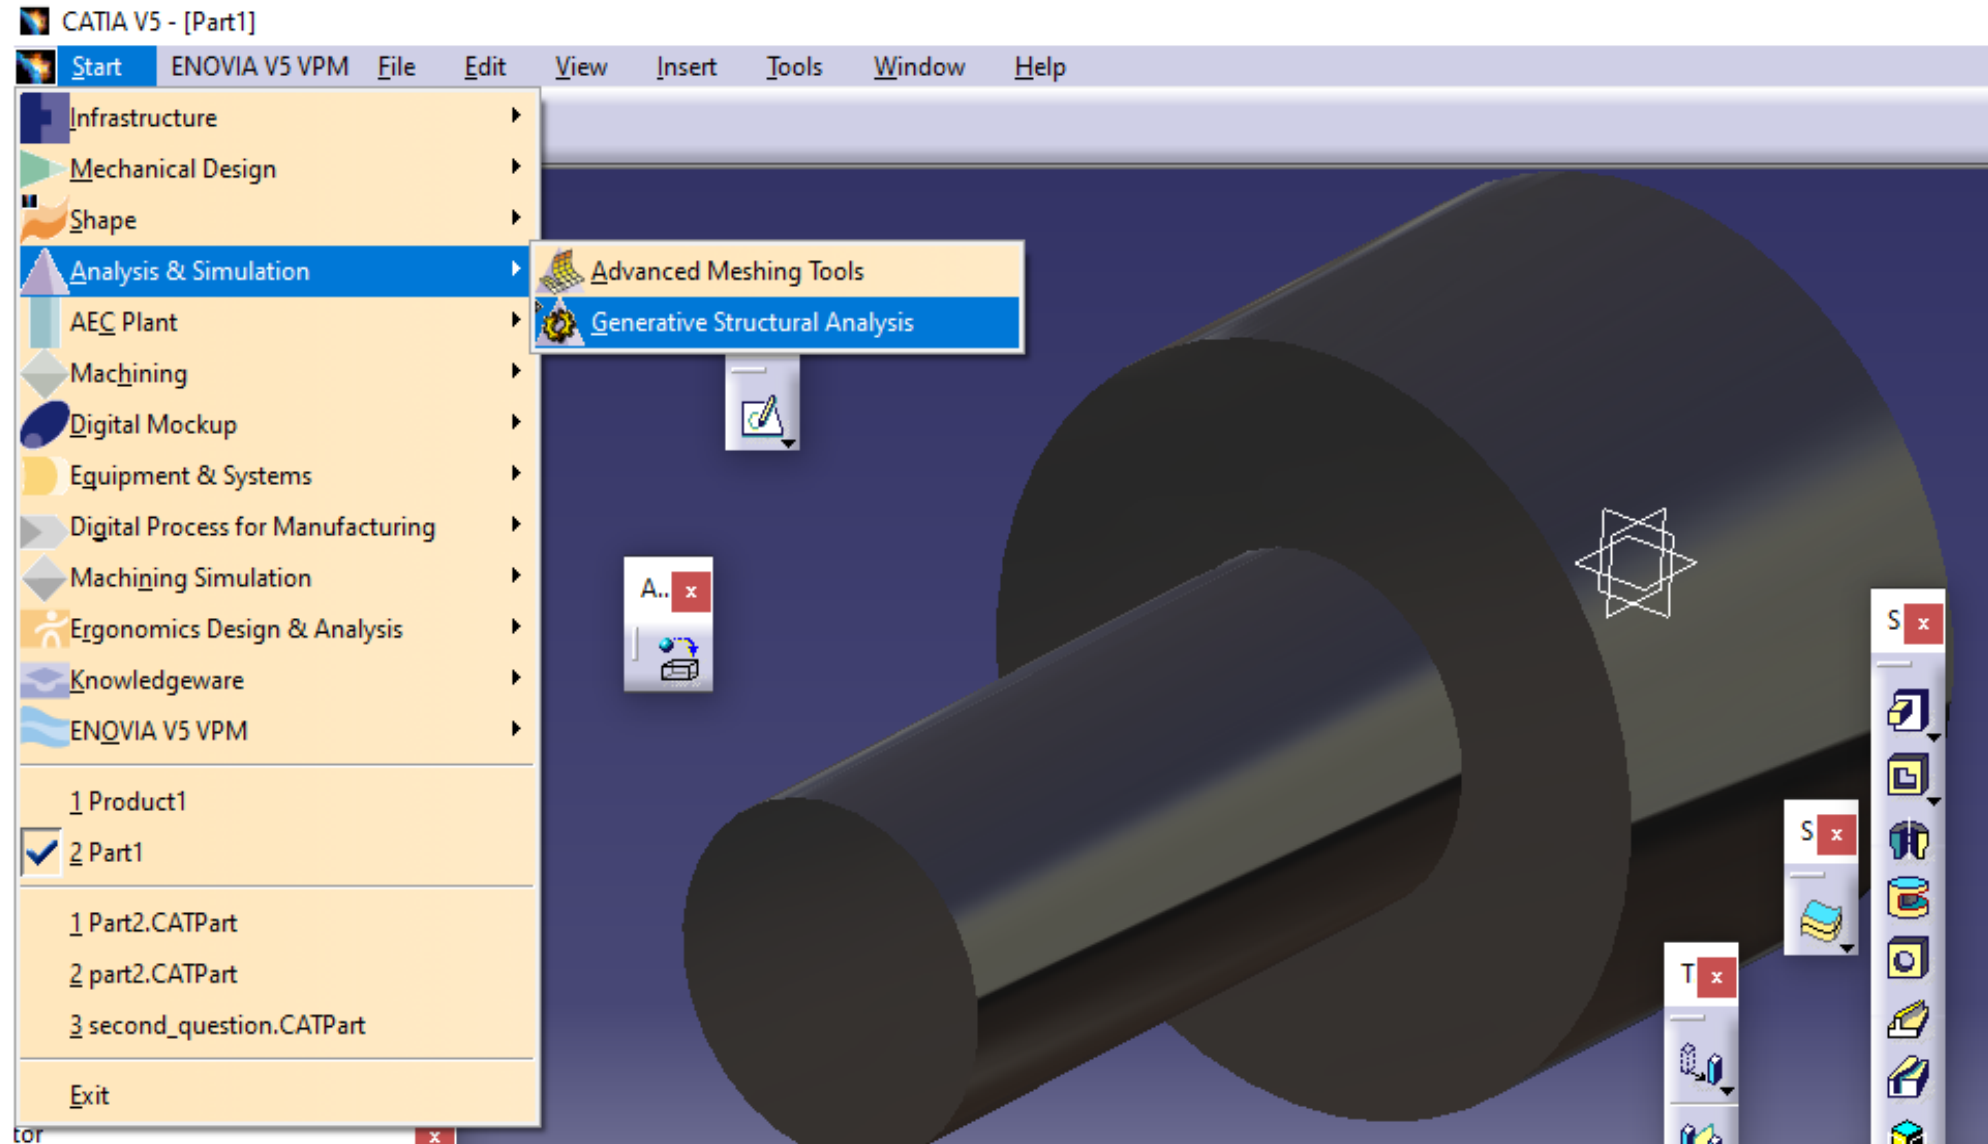 CATIA V5 - [Part1]
Start ENOVIA V5 VPM File Edit View Insert Tools Window Help
Infrastructure
Mechanical Design
Shape
Analysis & Simulation
Advanced Meshing Tools
AEC Plant
Generative Structural Analysis
Machining
Digital Mockup
Equipment & Systems
Digital Process for Manufacturing
Machining Simulation
Ergonomics Design & Analysis
Knowledgeware
ENOVIA V5 VPM
1 Product1
2 Part1
1 Part2.CATPart
2 part2.CATPart
3 second_question.CATPart
Exit
tor
A..
S
S
T